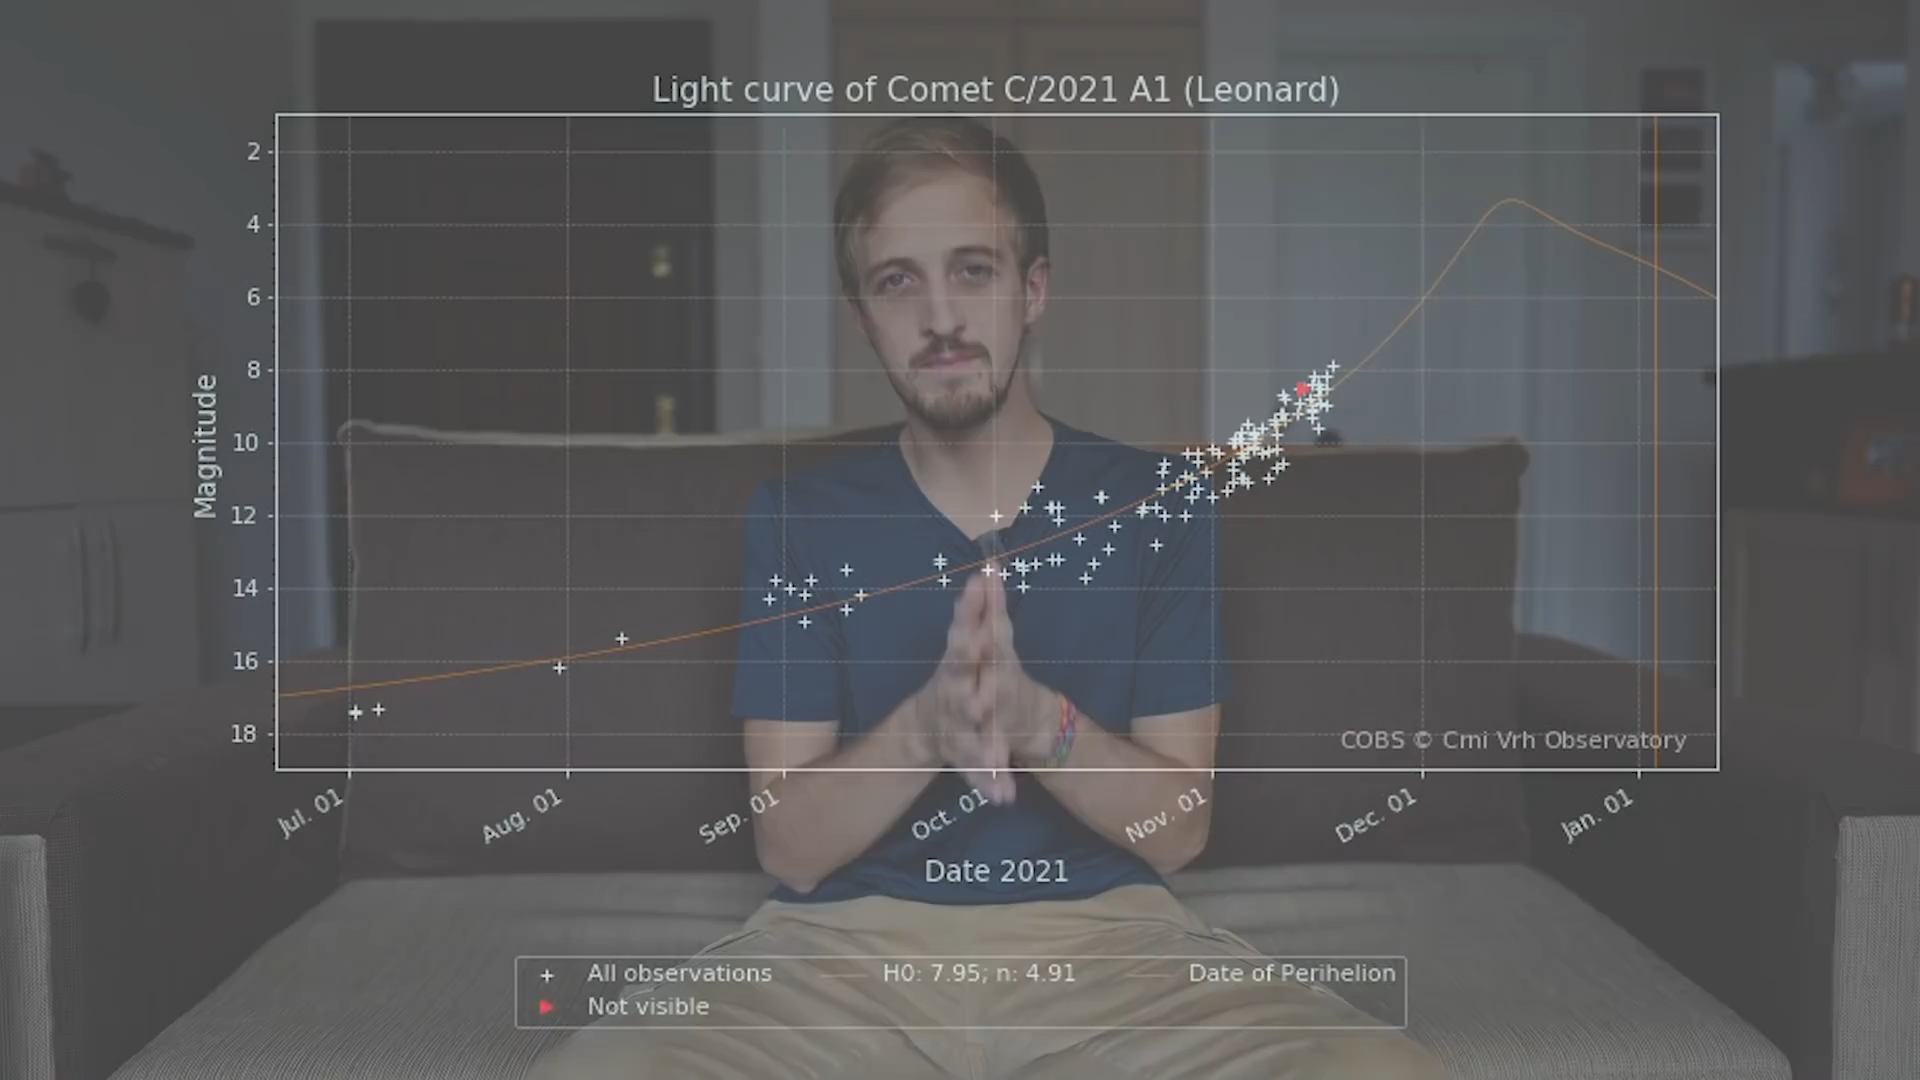 Light curve of Comet C/2021 A1 (Leonard)
2
4
6
8
10
12
14
16
18
Magnitude
COBS © Crni Vrh Observatory
Jul. 01
Aug. 01
Sep. 01
Oct. 01
Nov. 01
Dec. 01
Jan. 01
Date 2021
All observations H0: 7.95; n: 4.91 Date of Perihelion
Not visible